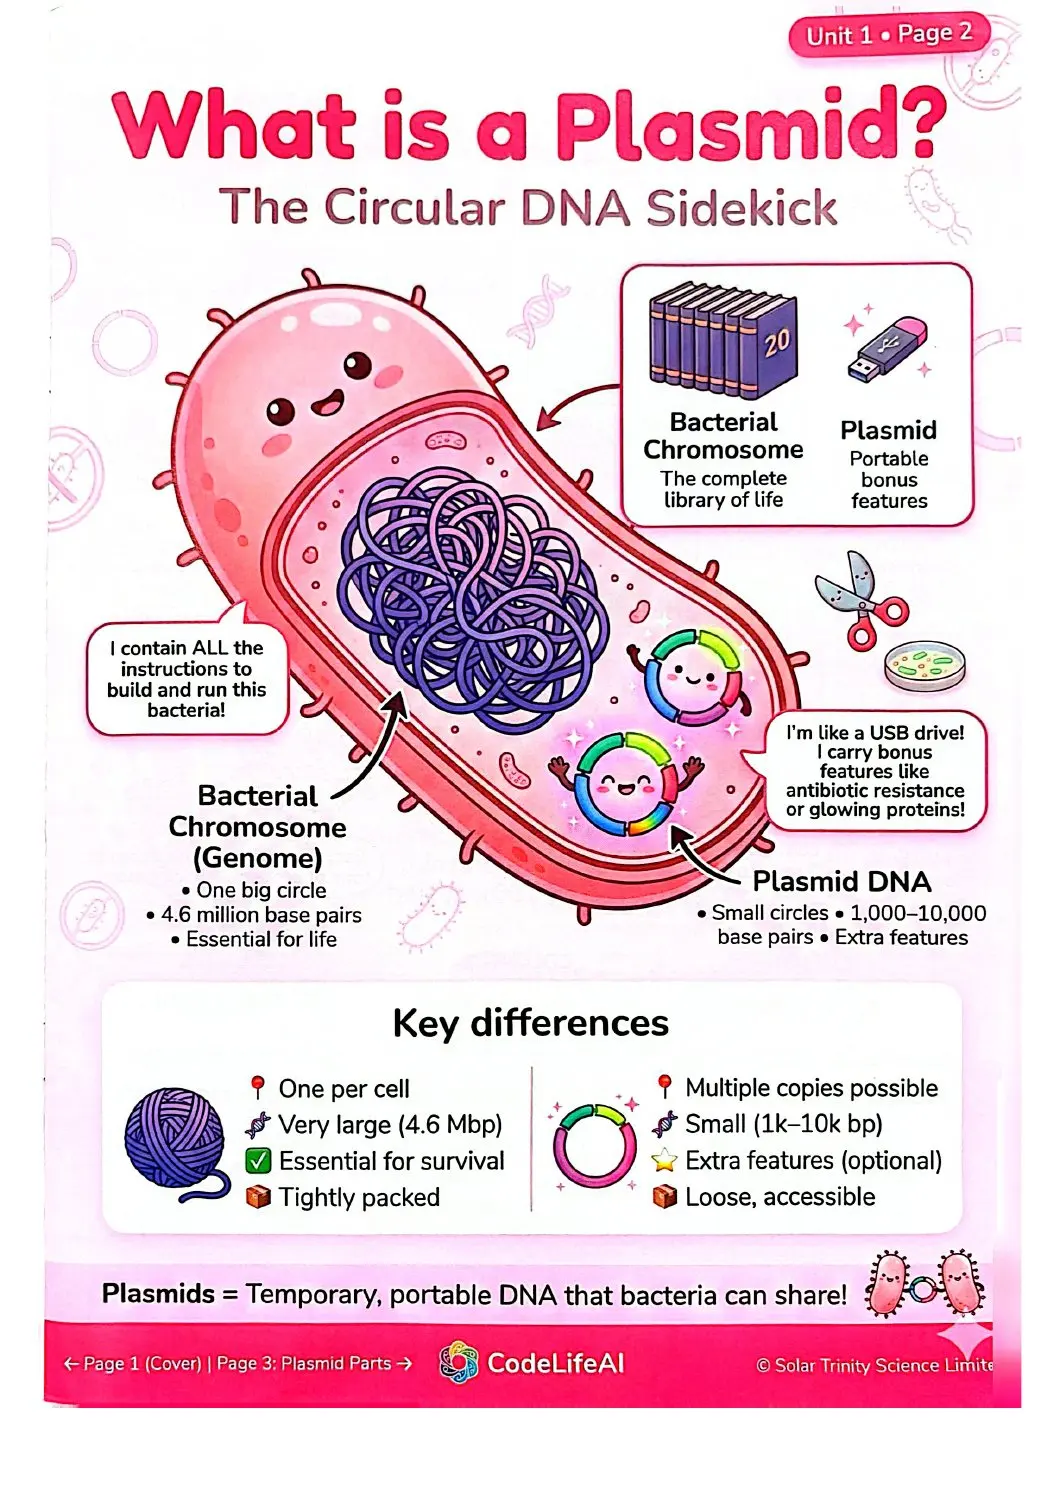 Unit 1 • Page 2
What is a Plasmid?
The Circular DNA Sidekick
20
Bacterial
Chromosome
The complete
library of life
Plasmid
Portable
bonus
features
I contain ALL the
instructions to
build and run this
bacteria!
I'm like a USB drive!
I carry bonus
features like
antibiotic resistance
or glowing proteins!
Bacterial
Chromosome
(Genome)
• One big circle
• 4.6 million base pairs
• Essential for life
Plasmid DNA
• Small circles • 1,000–10,000
base pairs • Extra features
Key differences
One per cell
Very large (4.6 Mbp)
Essential for survival
Tightly packed
Multiple copies possible
Small (1k–10k bp)
Extra features (optional)
Loose, accessible
Plasmids = Temporary, portable DNA that bacteria can share!
← Page 1 (Cover) | Page 3: Plasmid Parts →
CodeLifeAI
© Solar Trinity Science Limite